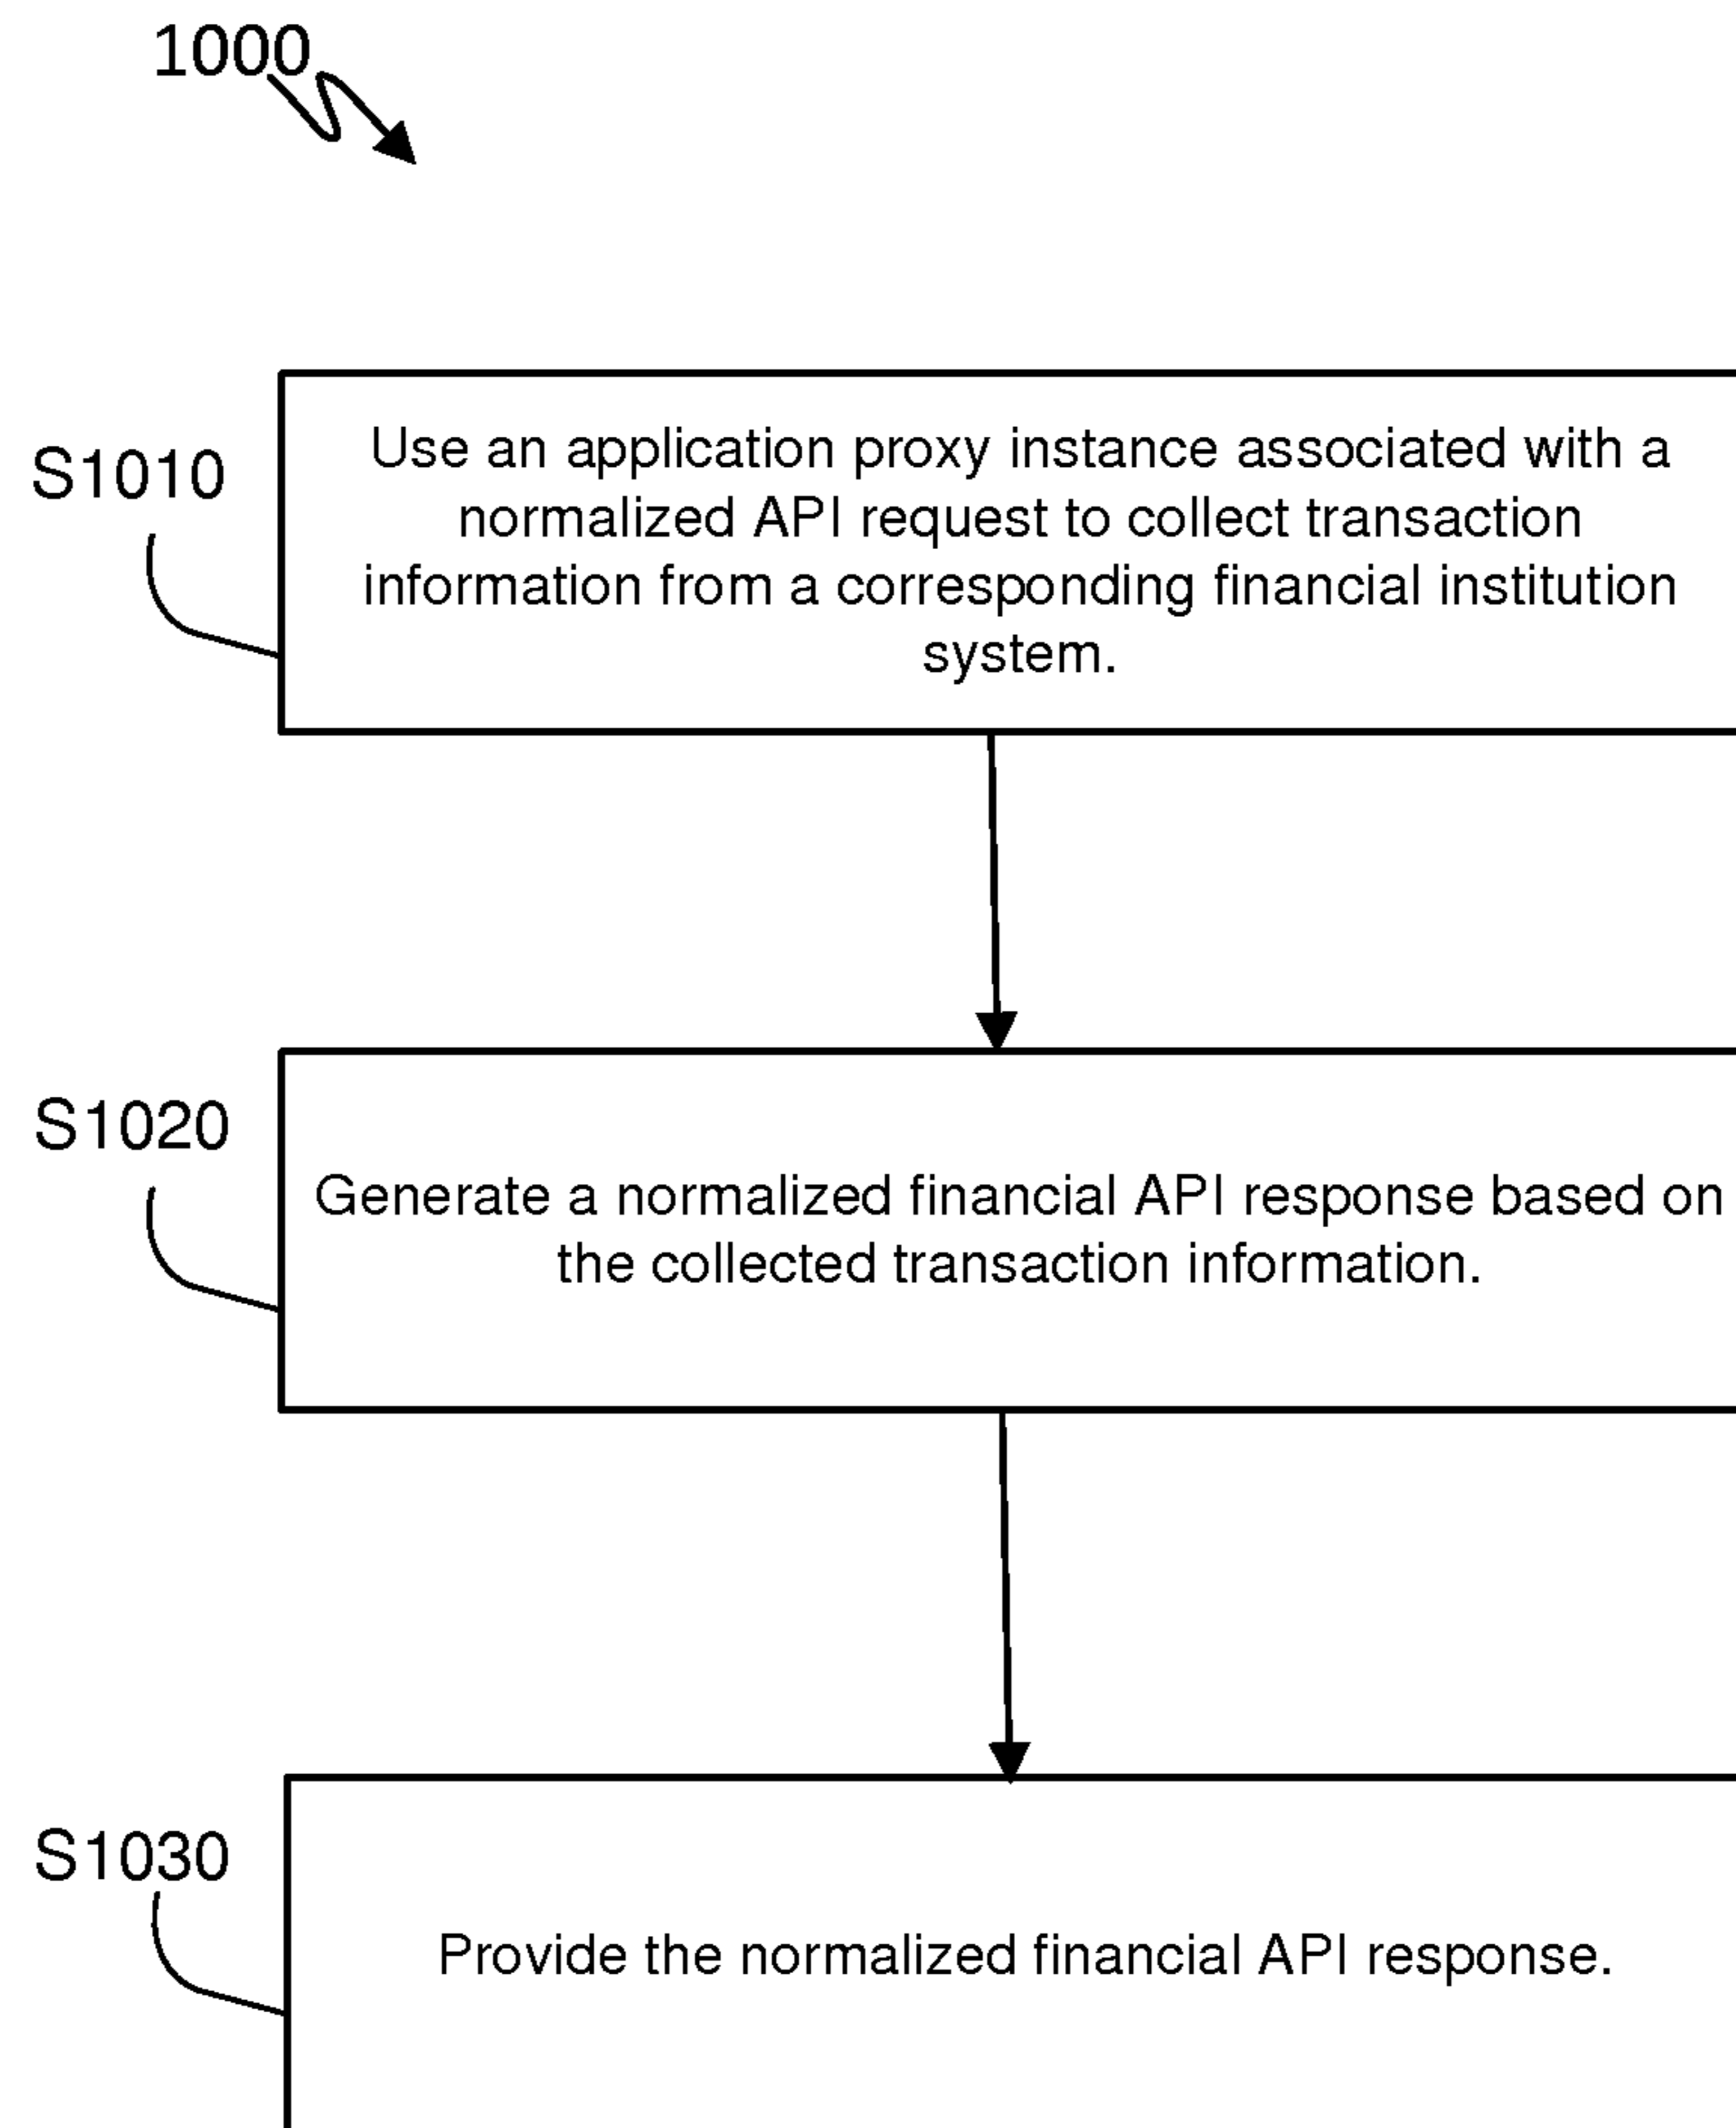 1000
S1010
Use an application proxy instance associated with a
normalized API request to collect transaction
information from a corresponding financial institution
system.
S1020
Generate a normalized financial API response based on
the collected transaction information.
S1030
Provide the normalized financial API response.